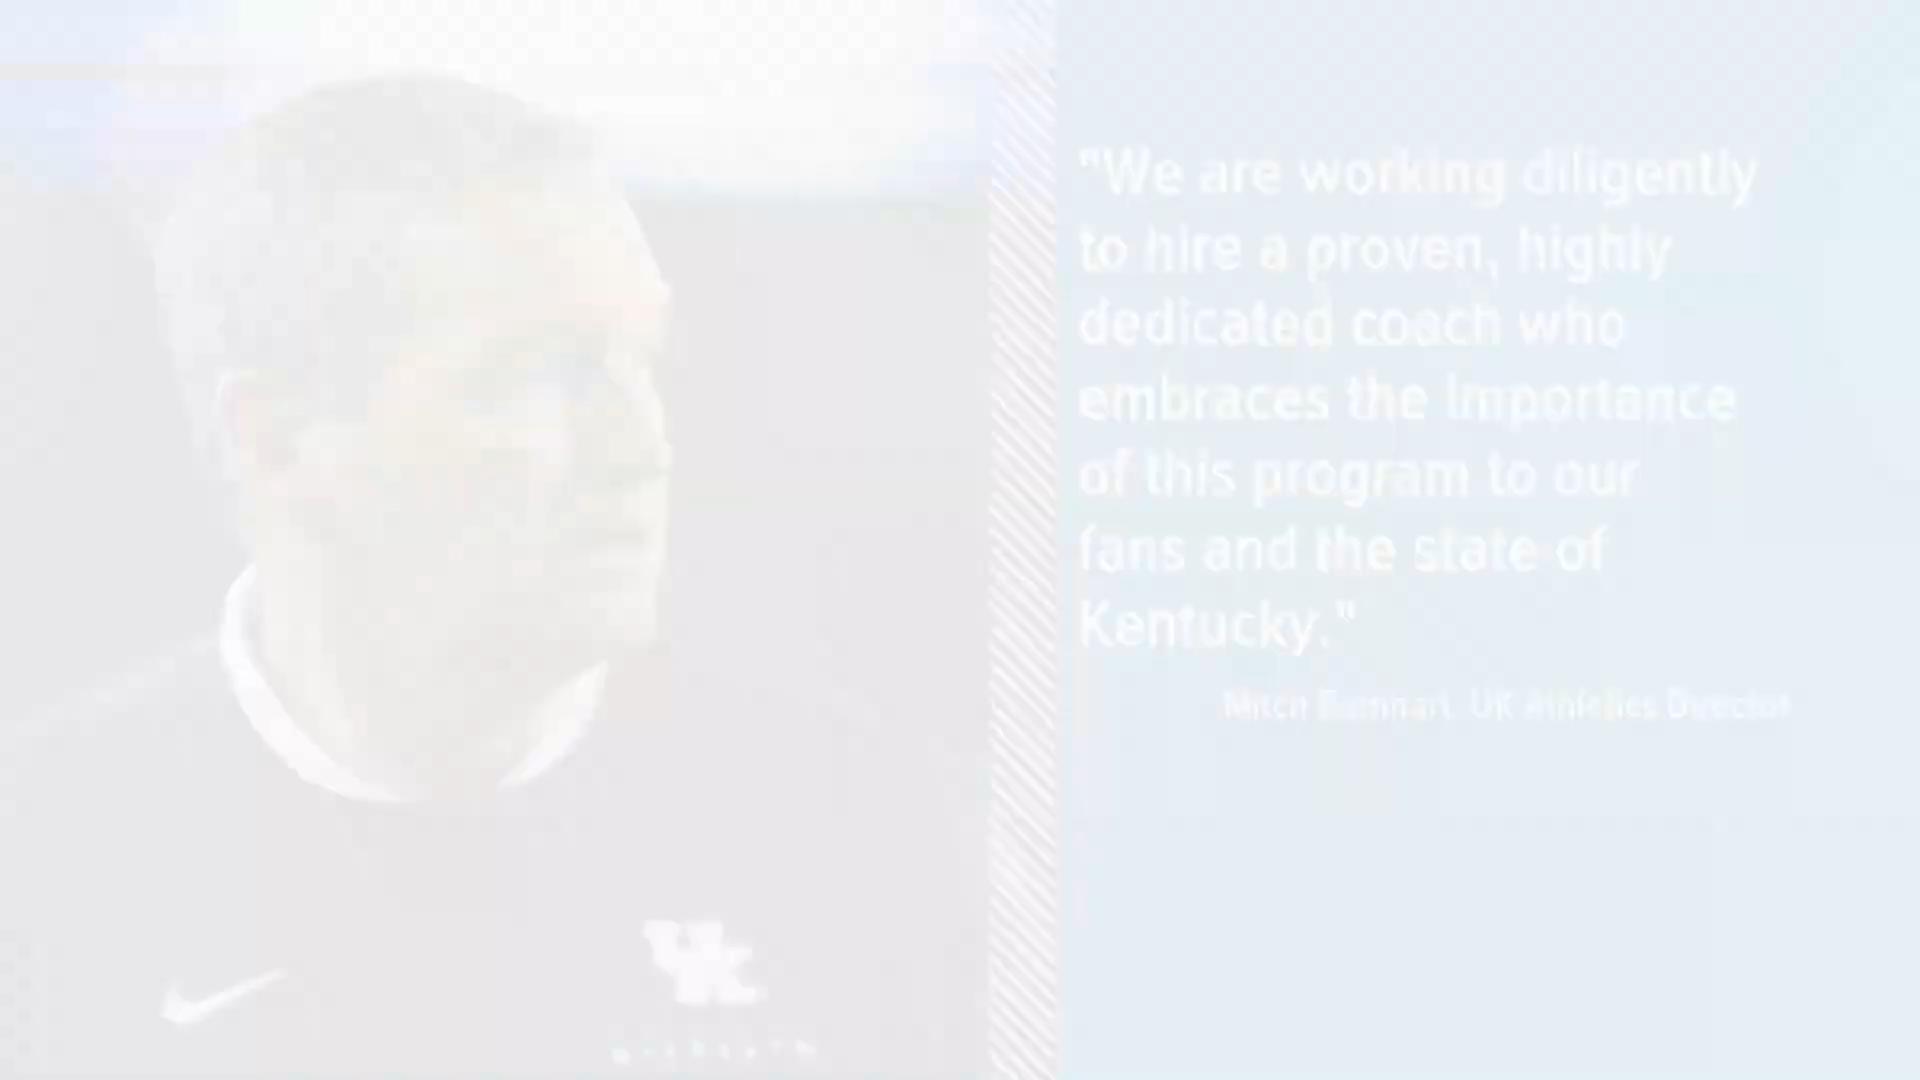 "We are working diligently
to hire a proven, highly
dedicated coach who
embraces the importance
of this program to our
fans and the state of
Kentucky."
Mitch Barnhart, UK Athletics Director
UK